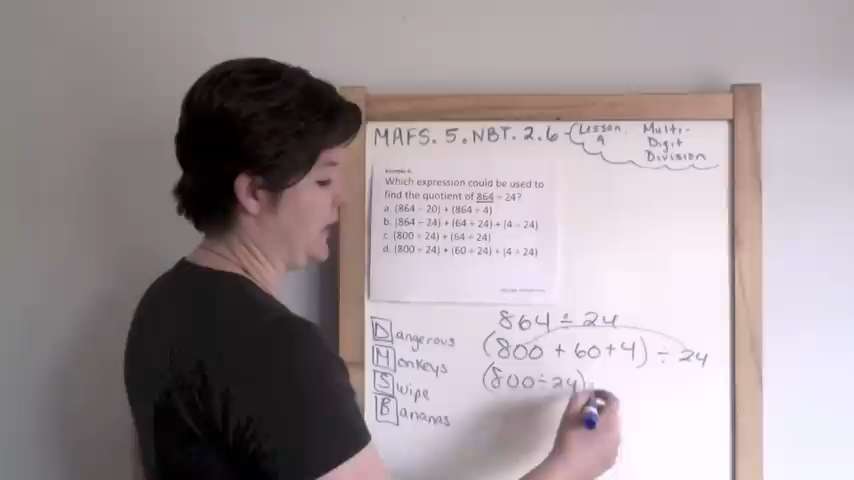 MAFS.5.NBT.2.6 - Lesson A Multi-Digit Division
Which expression could be used to
find the quotient of 864 ÷ 24?
a. (864 ÷ 20) + (864 ÷ 4)
b. (864 ÷ 24) + (64 ÷ 24) + (4 ÷ 24)
c. (800 ÷ 24) + (64 ÷ 24)
d. (800 ÷ 24) + (60 ÷ 24) + (4 ÷ 24)
864 ÷ 24
(800 + 60 + 4) ÷ 24
(800 ÷ 24)
Dangerous
Monkeys
Swipe
Bananas